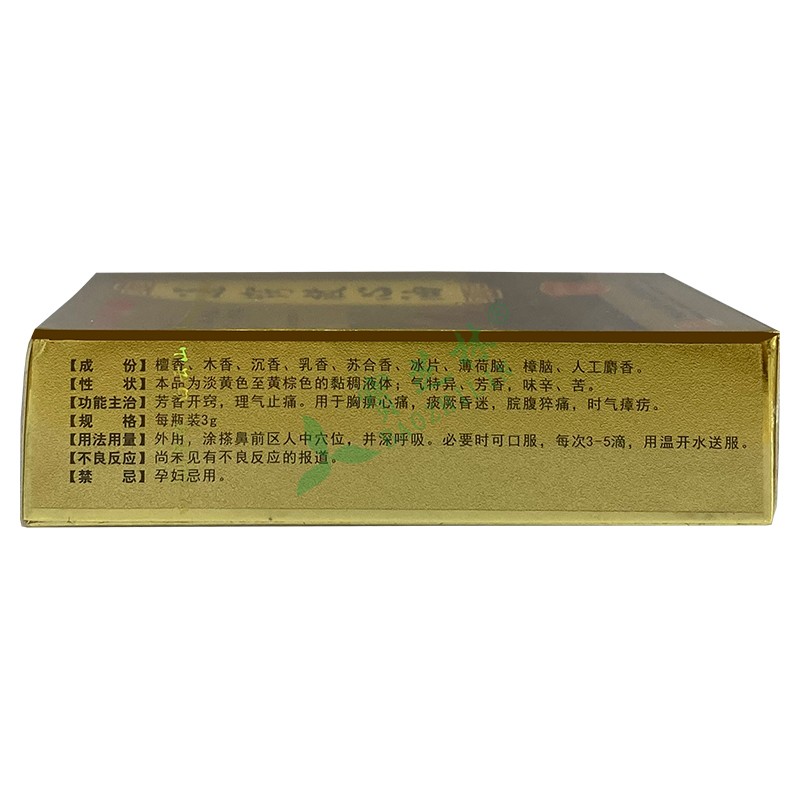 【成　份】檀香、木香、沉香、乳香、苏合香、冰片、薄荷脑、樟脑、人工麝香。
【性　状】本品为淡黄色至黄棕色的黏稠液体；气特异、芳香，味辛、苦。
【功能主治】芳香开窍，理气止痛。用于胸痹心痛，痰厥昏迷，脘腹猝痛，时气瘴疠。
【规　格】每瓶装3g
【用法用量】外用，涂搽鼻前区人中穴位，并深呼吸。必要时可口服，每次3-5滴，用温开水送服。
【不良反应】尚未见有不良反应的报道。
【禁　忌】孕妇忌用。